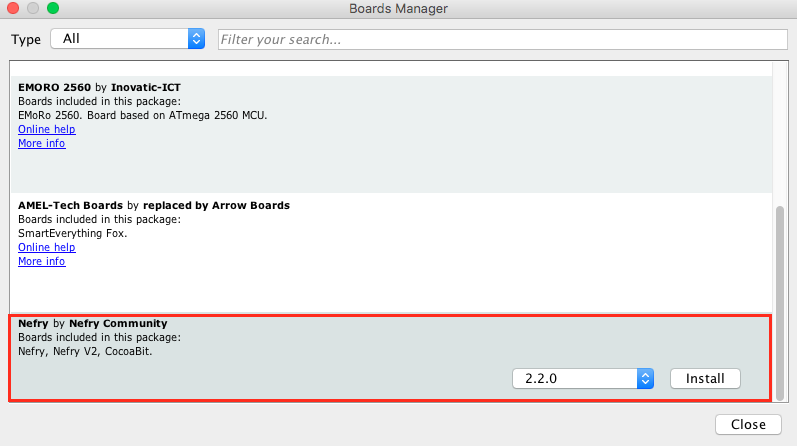 Boards Manager
Type All Filter your search...
EMORO 2560 by Inovatic-ICT
Boards included in this package:
EMoRo 2560. Board based on ATmega 2560 MCU.
Online help
More info
AMEL-Tech Boards by replaced by Arrow Boards
Boards included in this package:
SmartEverything Fox.
Online help
More info
Nefry by Nefry Community
Boards included in this package:
Nefry, Nefry V2, CocoaBit.
2.2.0 Install
Close